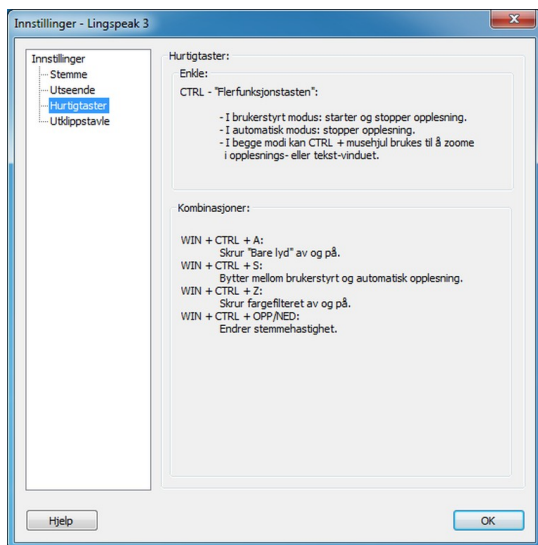 Innstillinger - Lingspeak 3
Innstillinger
Stemme
Utseende
Hurtigtaster
Utklippstavle
Hurtigtaster:
Enkle:
CTRL - "Flerfunksjonstasten":
- I brukerstyrt modus: starter og stopper opplesning.
- I automatisk modus: stopper opplesning.
- I begge modi kan CTRL + musehjul brukes til å zoome
i opplesnings- eller tekst-vinduet.
Kombinasjoner:
WIN + CTRL + A:
Skrur "Bare lyd" av og på.
WIN + CTRL + S:
Bytter mellom brukerstyrt og automatisk opplesning.
WIN + CTRL + Z:
Skrur fargefilteret av og på.
WIN + CTRL + OPP/NED:
Endrer stemmehastighet.
Hjelp
OK